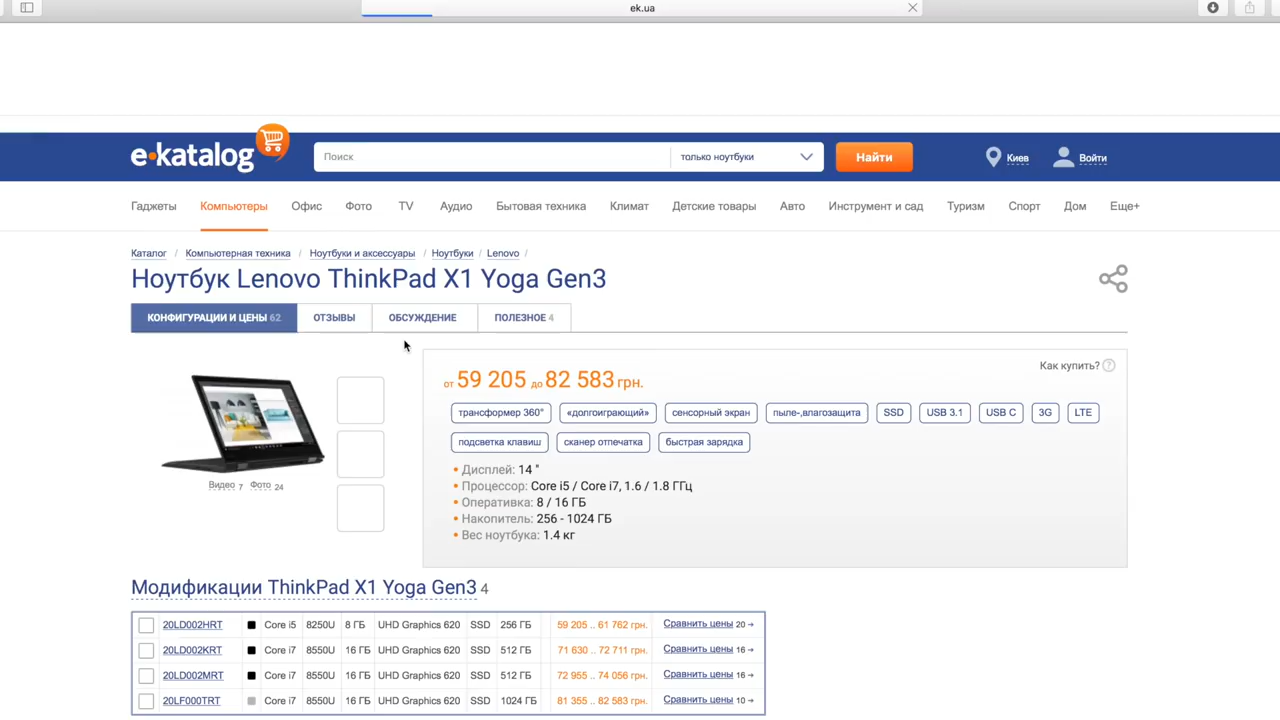 ek.ua
e-katalog
Поиск
только ноутбуки
Найти
Киев
Войти
Гаджеты Компьютеры Офис Фото TV Аудио Бытовая техника Климат Детские товары Авто Инструмент и сад Туризм Спорт Дом Еще+
Каталог / Компьютерная техника / Ноутбуки и аксессуары / Ноутбуки / Lenovo /
Ноутбук Lenovo ThinkPad X1 Yoga Gen3
КОНФИГУРАЦИИ И ЦЕНЫ 62 ОТЗЫВЫ ОБСУЖДЕНИЕ ПОЛЕЗНОЕ 4
Как купить? ?
от 59 205 до 82 583 грн.
трансформер 360° «долгоиграющий» сенсорный экран пыле-,влагозащита SSD USB 3.1 USB C 3G LTE
подсветка клавиш сканер отпечатка быстрая зарядка
• Дисплей: 14 "
• Процессор: Core i5 / Core i7, 1.6 / 1.8 ГГц
• Оперативка: 8 / 16 ГБ
• Накопитель: 256 - 1024 ГБ
• Вес ноутбука: 1.4 кг
Видео 7 Фото 24
Модификации ThinkPad X1 Yoga Gen3 4
20LD002HRT Core i5 8250U 8 ГБ UHD Graphics 620 SSD 256 ГБ 59 205 .. 61 762 грн. Сравнить цены 20 →
20LD002KRT Core i7 8550U 16 ГБ UHD Graphics 620 SSD 512 ГБ 71 630 .. 72 711 грн. Сравнить цены 16 →
20LD002MRT Core i7 8550U 16 ГБ UHD Graphics 620 SSD 512 ГБ 72 955 .. 74 056 грн. Сравнить цены 16 →
20LF000TRT Core i7 8550U 16 ГБ UHD Graphics 620 SSD 1024 ГБ 81 355 .. 82 583 грн. Сравнить цены 10 →